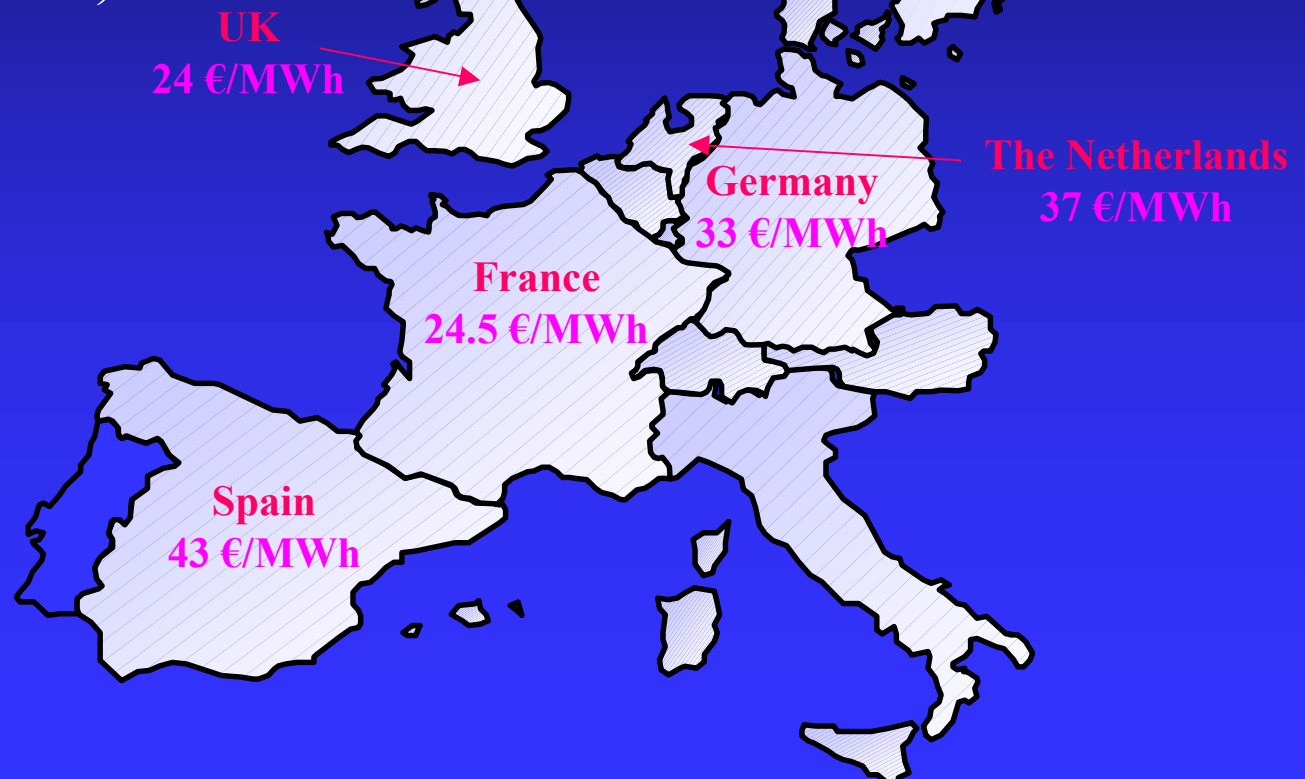 UK
24 €/MWh
The Netherlands
37 €/MWh
Germany
33 €/MWh
France
24.5 €/MWh
Spain
43 €/MWh